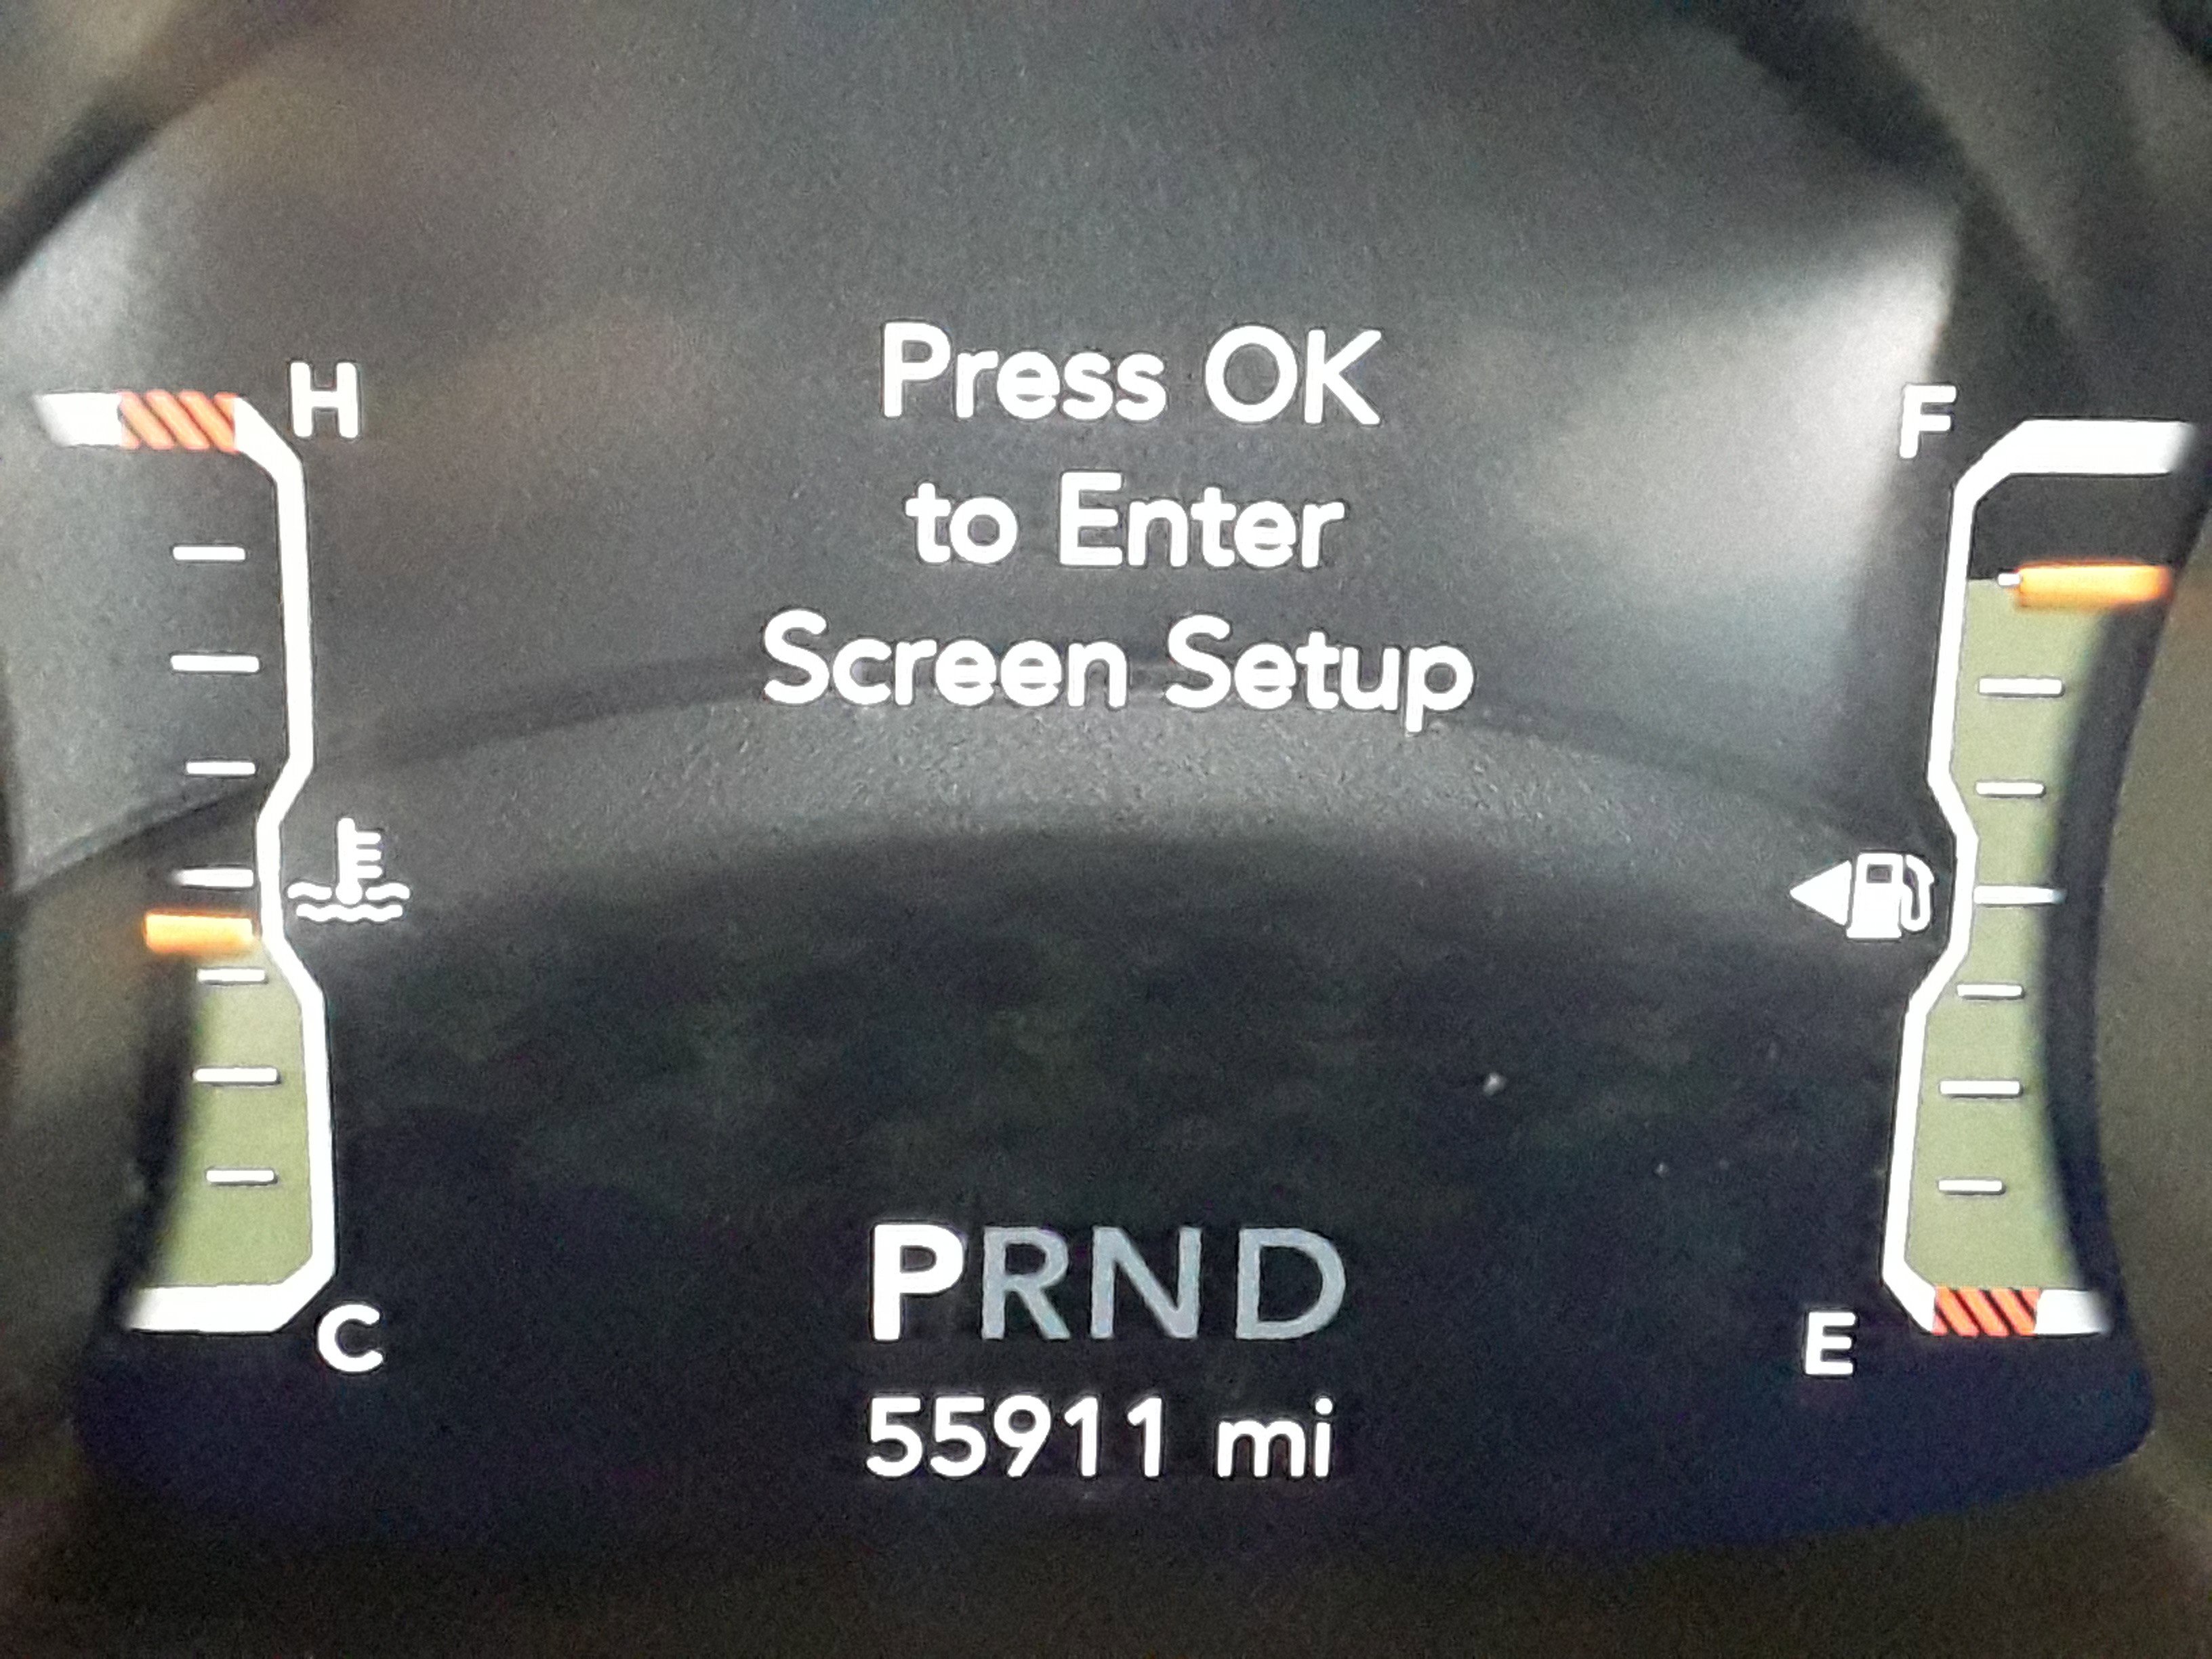 H
F
Press OK
to Enter
Screen Setup
PRND
C
E
55911 mi